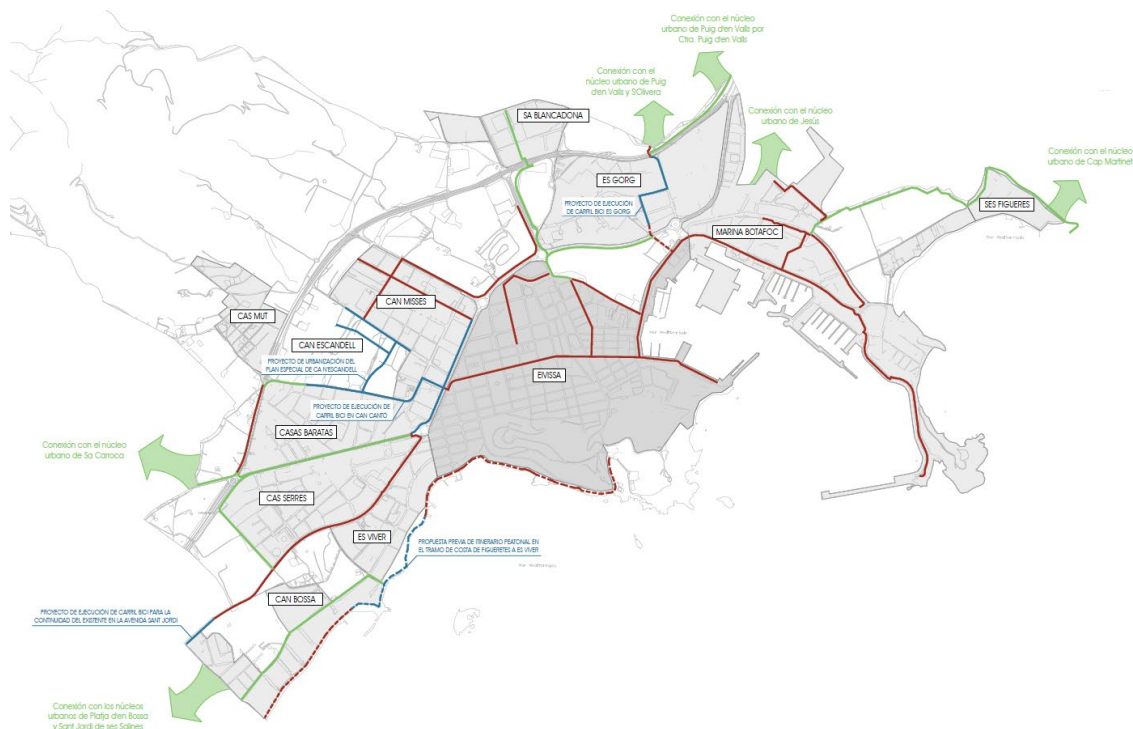 Conexión con el núcleo
urbano de Puig d'en Valls por
Ctra. Puig d'en Valls
Conexión con el
núcleo urbano de Puig
d'en Valls y S'Olivera
Conexión con el núcleo
urbano de Jesús
Conexión con el núcleo
urbano de Cap Martinet
SA BLANCADONA
ES GORG
PROYECTO DE EJECUCIÓN
DE CARRIL BICI ES GORG
SES FIGUERES
MARINA BOTAFOC
CAN MISSES
CAS MUT
CAN ESCANDELL
PROYECTO DE URBANIZACIÓN DEL
PLAN ESPECIAL DE CA N'ESCANDELL
EIVISSA
PROYECTO DE EJECUCIÓN DE
CARRIL BICI EN CAN CANTÓ
CASAS BARATAS
Conexión con el núcleo
urbano de Sa Carroca
CAS SERRES
ES VIVER
PROPUESTA PREVIA DE ITINERARIO PEATONAL EN
EL TRAMO DE COSTA DE FIGUERETES A ES VIVER
CAN BOSSA
PROYECTO DE EJECUCIÓN DE CARRIL BICI PARA LA
CONTINUIDAD DEL EXISTENTE EN LA AVENIDA SANT JORDI
Conexión con los núcleos
urbanos de Platja d'en Bossa
y Sant Jordi de ses Salines